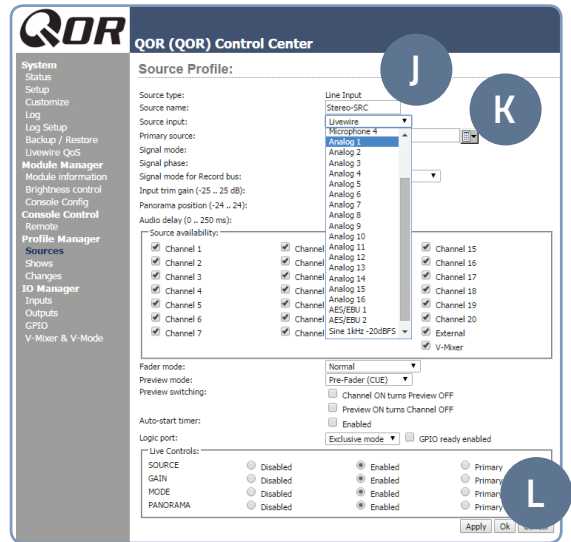 QOR
QOR (QOR) Control Center
System
Status
Setup
Customize
Log
Log Setup
Backup / Restore
Livewire QoS
Module Manager
Module information
Brightness control
Console Config
Console Control
Remote
Profile Manager
Sources
Shows
Changes
IO Manager
Inputs
Outputs
GPIO
V-Mixer & V-Mode
Source Profile:
J
K
Source type: Line Input
Source name: Stereo-SRC
Source input: Livewire
Primary source:
Signal mode:
Signal phase:
Signal mode for Record bus:
Input trim gain (-25 .. 25 dB):
Panorama position (-24 .. 24):
Audio delay (0 .. 250 ms):
Microphone 4
Analog 1
Analog 2
Analog 3
Analog 4
Analog 5
Analog 6
Analog 7
Analog 8
Analog 9
Analog 10
Analog 11
Analog 12
Analog 13
Analog 14
Analog 15
Analog 16
AES/EBU 1
AES/EBU 2
Sine 1kHz -20dBFS
Source availability:
Channel 1 Channel Channel 15
Channel 2 Channel Channel 16
Channel 3 Channel Channel 17
Channel 4 Channel Channel 18
Channel 5 Channel Channel 19
Channel 6 Channel Channel 20
Channel 7 Channel External
V-Mixer
Fader mode: Normal
Preview mode: Pre-Fader (CUE)
Preview switching: Channel ON turns Preview OFF
Preview ON turns Channel OFF
Auto-start timer: Enabled
Logic port: Exclusive mode GPIO ready enabled
Live Controls:
SOURCE Disabled Enabled Primary
GAIN Disabled Enabled Primary
MODE Disabled Enabled Primary
PANORAMA Disabled Enabled Primary
L
Apply Ok